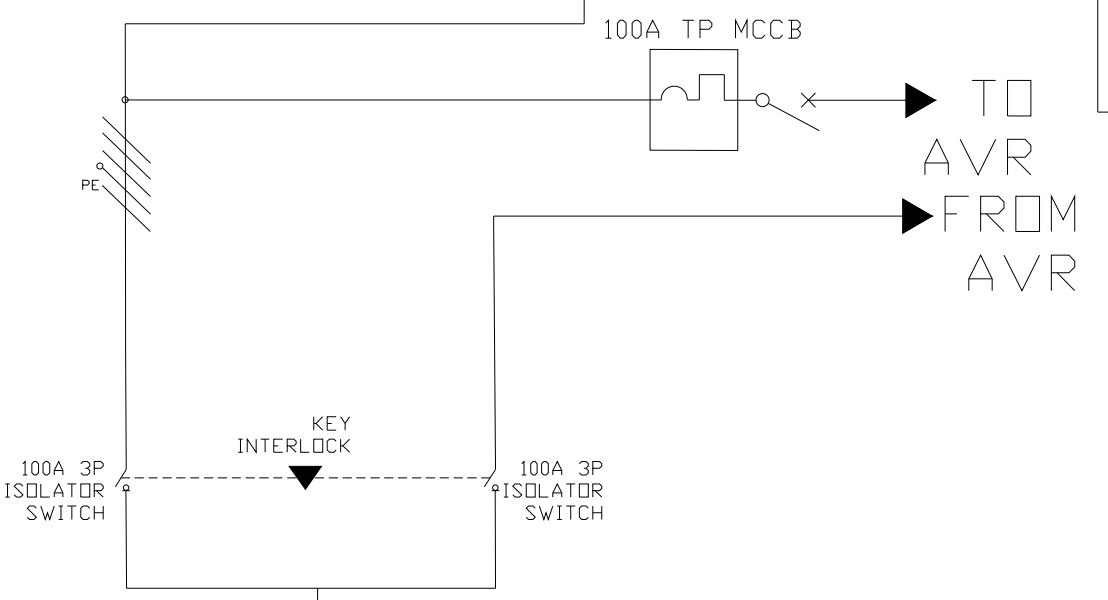 100A TP MCCB
TO
AVR
PE
FROM
AVR
KEY
INTERLOCK
100A 3P
ISOLATOR
SWITCH
100A 3P
ISOLATOR
SWITCH